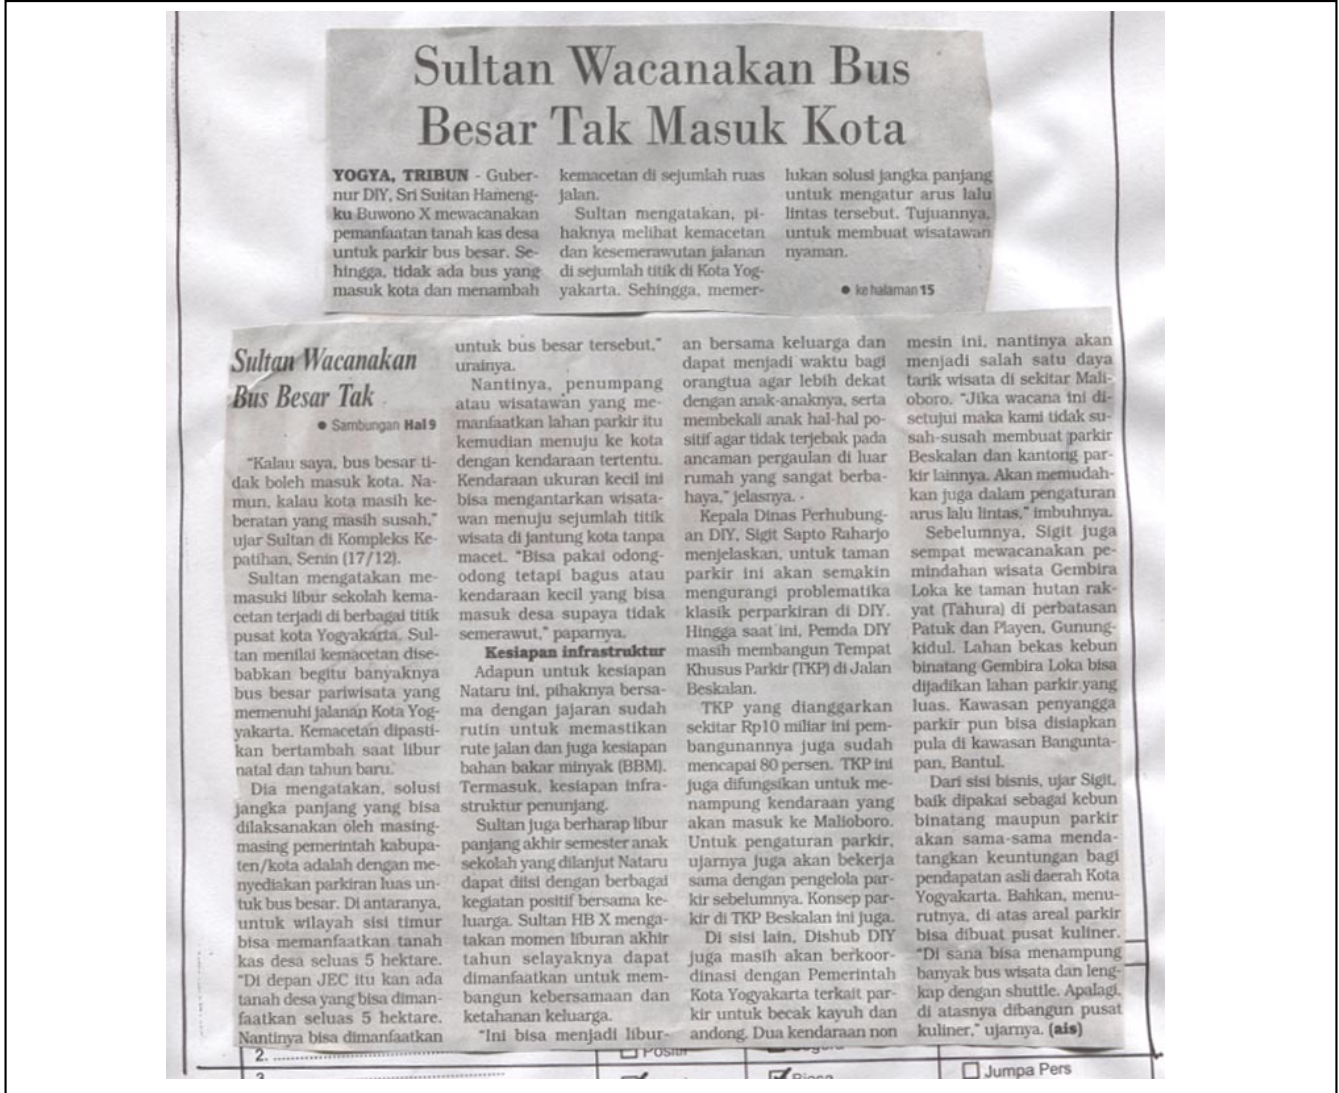 Sultan Wacanakan Bus
Besar Tak Masuk Kota
YOGYA, TRIBUN - Guber-
nur DIY, Sri Sultan Hameng-
ku Buwono X mewacanakan
pemanfaatan tanah kas desa
untuk parkir bus besar. Se-
hingga, tidak ada bus yang
masuk kota dan menambah
kemacetan di sejumlah ruas
jalan.
Sultan mengatakan, pi-
haknya melihat kemacetan
dan kesemerawutan jalanan
di sejumlah titik di Kota Yog-
yakarta. Sehingga, memer-
lukan solusi jangka panjang
untuk mengatur arus lalu
lintas tersebut. Tujuannya,
untuk membuat wisatawan
nyaman.
● ke halaman 15
Sultan Wacanakan
Bus Besar Tak
● Sambungan Hal 9
"Kalau saya, bus besar ti-
dak boleh masuk kota. Na-
mun, kalau kota masih ke-
beratan yang masih susah,"
ujar Sultan di Kompleks Ke-
patihan, Senin (17/12).
Sultan mengatakan me-
masuki libur sekolah kema-
cetan terjadi di berbagai titik
pusat kota Yogyakarta. Sul-
tan menilai kemacetan dise-
babkan begitu banyaknya
bus besar pariwisata yang
memenuhi jalanan Kota Yog-
yakarta. Kemacetan dipasti-
kan bertambah saat libur
natal dan tahun baru.
Dia mengatakan, solusi
jangka panjang yang bisa
dilaksanakan oleh masing-
masing pemerintah kabupa-
ten/kota adalah dengan me-
nyediakan parkiran luas un-
tuk bus besar. Di antaranya,
untuk wilayah sisi timur
bisa memanfaatkan tanah
kas desa seluas 5 hektare.
"Di depan JEC itu kan ada
tanah desa yang bisa diman-
faatkan seluas 5 hektare.
Nantinya bisa dimanfaatkan
untuk bus besar tersebut,"
urainya.
Nantinya, penumpang
atau wisatawan yang me-
manfaatkan lahan parkir itu
kemudian menuju ke kota
dengan kendaraan tertentu.
Kendaraan ukuran kecil ini
bisa mengantarkan wisata-
wan menuju sejumlah titik
wisata di jantung kota tanpa
macet. "Bisa pakai odong-
odong tetapi bagus atau
kendaraan kecil yang bisa
masuk desa supaya tidak
semerawut," paparnya.
Kesiapan infrastruktur
Adapun untuk kesiapan
Nataru ini, pihaknya bersa-
ma dengan jajaran sudah
rutin untuk memastikan
rute jalan dan juga kesiapan
bahan bakar minyak (BBM).
Termasuk, kesiapan infra-
struktur penunjang.
Sultan juga berharap libur
panjang akhir semester anak
sekolah yang dilanjut Nataru
dapat diisi dengan berbagai
kegiatan positif bersama ke-
luarga. Sultan HB X menga-
takan momen liburan akhir
tahun selayaknya dapat
dimanfaatkan untuk mem-
bangun kebersamaan dan
ketahanan keluarga.
"Ini bisa menjadi libur-
an bersama keluarga dan
dapat menjadi waktu bagi
orangtua agar lebih dekat
dengan anak-anaknya, serta
membekali anak hal-hal po-
sitif agar tidak terjebak pada
ancaman pergaulan di luar
rumah yang sangat berba-
haya," jelasnya.
Kepala Dinas Perhubung-
an DIY, Sigit Sapto Raharjo
menjelaskan, untuk taman
parkir ini akan semakin
mengurangi problematika
klasik perparkiran di DIY.
Hingga saat ini, Pemda DIY
masih membangun Tempat
Khusus Parkir (TKP) di Jalan
Beskalan.
TKP yang dianggarkan
sekitar Rp10 miliar ini pem-
bangunannya juga sudah
mencapai 80 persen. TKP ini
juga difungsikan untuk me-
nampung kendaraan yang
akan masuk ke Malioboro.
Untuk pengaturan parkir,
ujarnya juga akan bekerja
sama dengan pengelola par-
kir sebelumnya. Konsep par-
kir di TKP Beskalan ini juga.
Di sisi lain, Dishub DIY
juga masih akan berkoor-
dinasi dengan Pemerintah
Kota Yogyakarta terkait par-
kir untuk becak kayuh dan
andong. Dua kendaraan non
mesin ini, nantinya akan
menjadi salah satu daya
tarik wisata di sekitar Mali-
oboro. "Jika wacana ini di-
setujui maka kami tidak su-
sah-susah membuat parkir
Beskalan dan kantong par-
kir lainnya. Akan memudah-
kan juga dalam pengaturan
arus lalu lintas," imbuhnya.
Sebelumnya, Sigit juga
sempat mewacanakan pe-
mindahan wisata Gembira
Loka ke taman hutan rak-
yat (Tahura) di perbatasan
Patuk dan Playen, Gunung-
kidul. Lahan bekas kebun
binatang Gembira Loka bisa
dijadikan lahan parkir yang
luas. Kawasan penyangga
parkir pun bisa disiapkan
pula di kawasan Bangunta-
pan, Bantul.
Dari sisi bisnis, ujar Sigit,
baik dipakai sebagai kebun
binatang maupun parkir
akan sama-sama menda-
tangkan keuntungan bagi
pendapatan asli daerah Kota
Yogyakarta. Bahkan, menu-
rutnya, di atas areal parkir
bisa dibuat pusat kuliner.
"Di sana bisa menampung
banyak bus wisata dan leng-
kap dengan shuttle. Apalagi,
di atasnya dibangun pusat
kuliner," ujarnya. (ais)
2.
Jumpa Pers